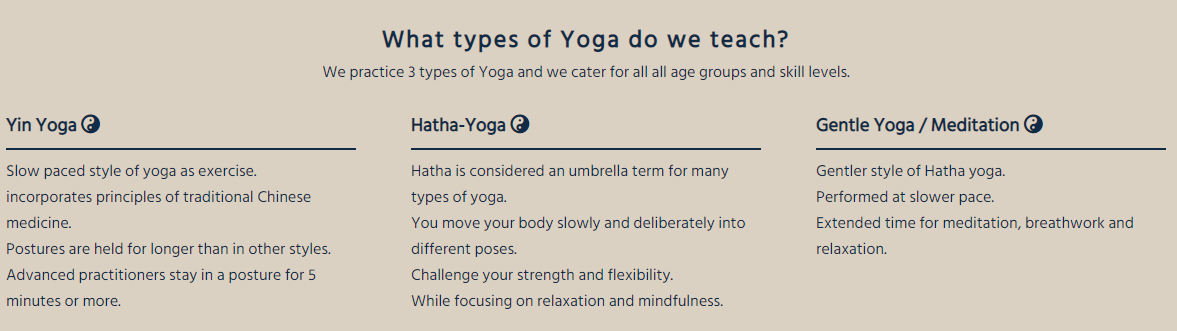 What types of Yoga do we teach?
We practice 3 types of Yoga and we cater for all all age groups and skill levels.
Yin Yoga
Slow paced style of yoga as exercise.
incorporates principles of traditional Chinese
medicine.
Postures are held for longer than in other styles.
Advanced practitioners stay in a posture for 5
minutes or more.
Hatha-Yoga
Hatha is considered an umbrella term for many
types of yoga.
You move your body slowly and deliberately into
different poses.
Challenge your strength and flexibility.
While focusing on relaxation and mindfulness.
Gentle Yoga / Meditation
Gentler style of Hatha yoga.
Performed at slower pace.
Extended time for meditation, breathwork and
relaxation.